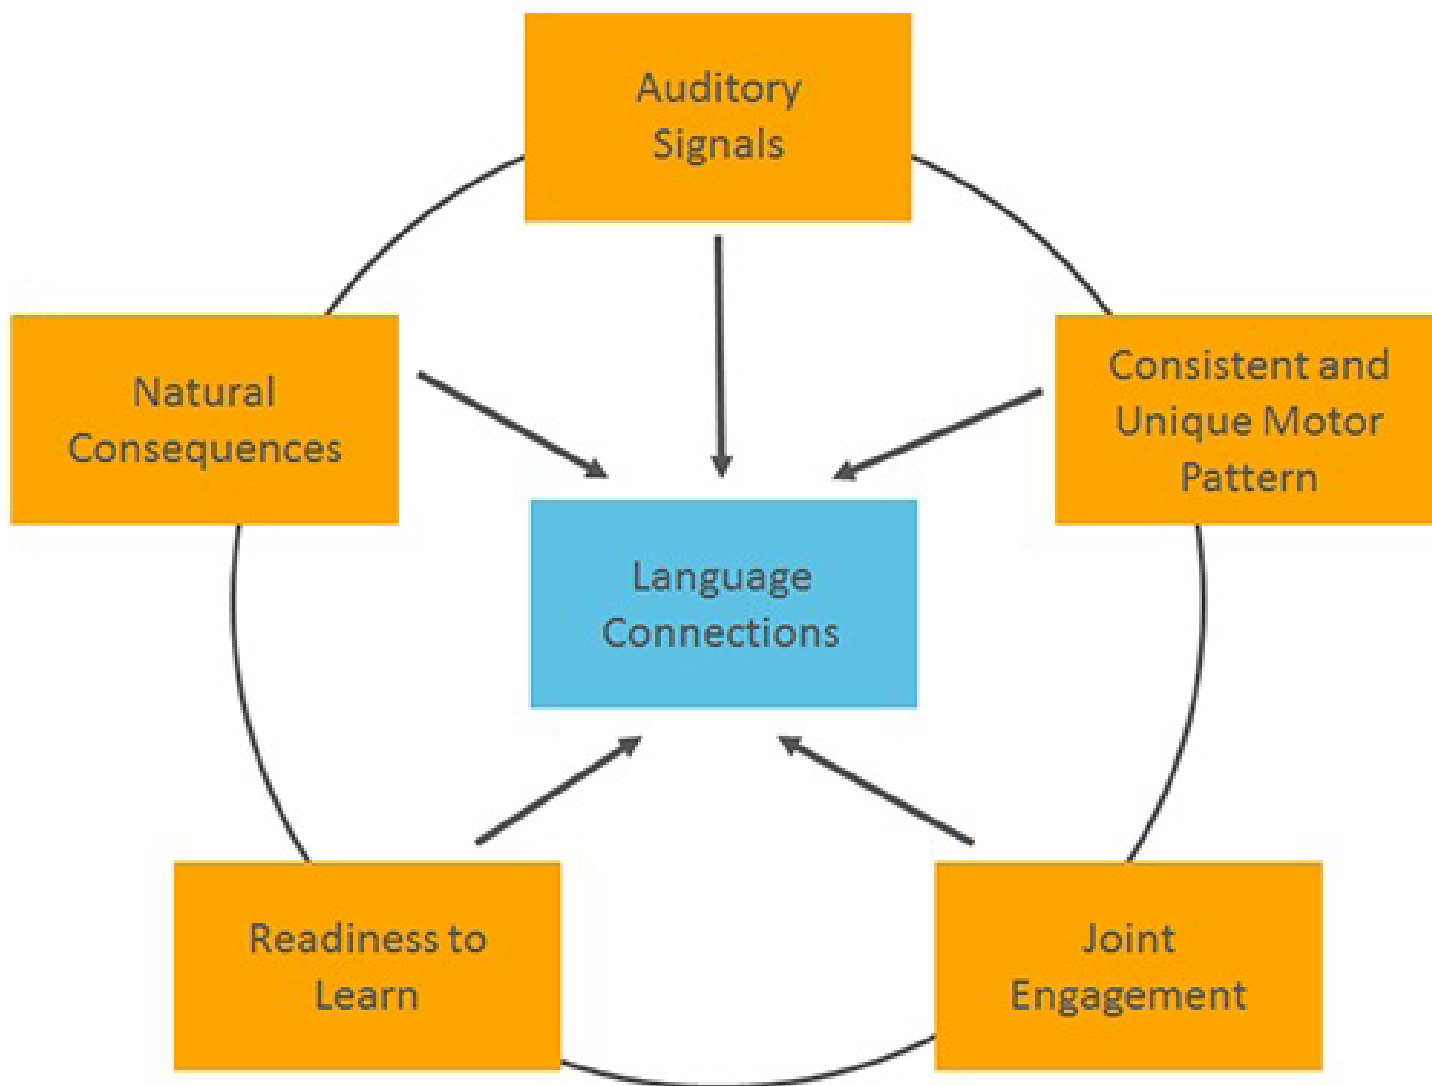 Auditory
Signals
Natural
Consequences
Consistent and
Unique Motor
Pattern
Language
Connections
Readiness to
Learn
Joint
Engagement